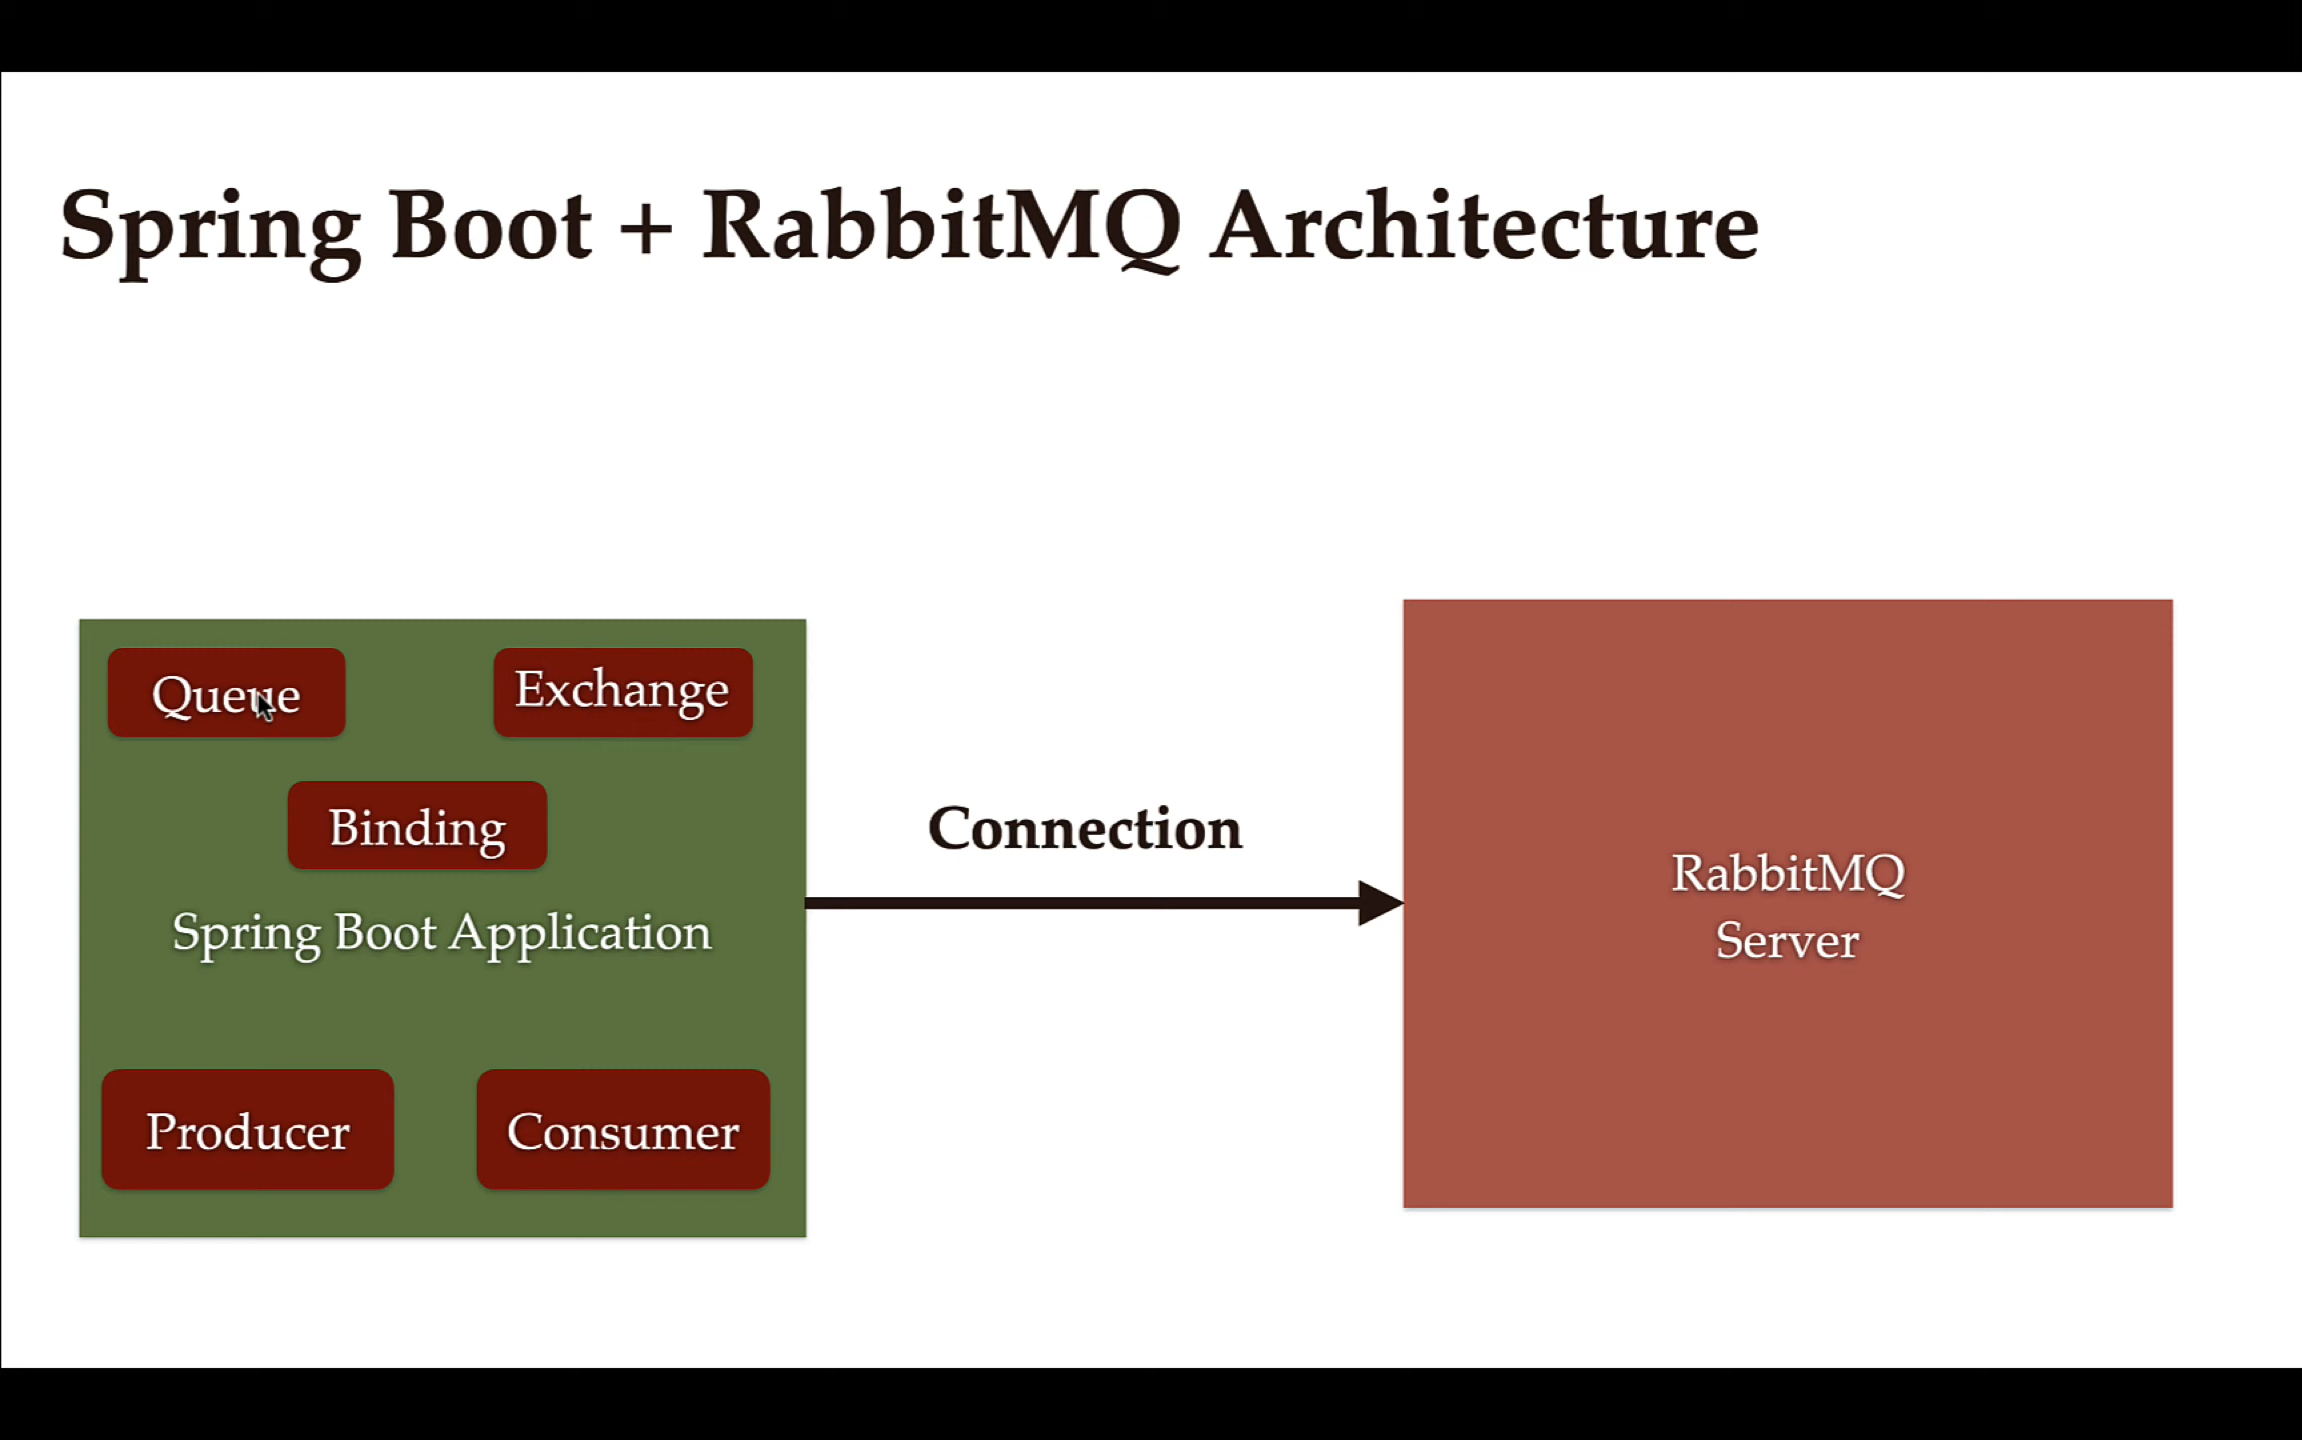 Spring Boot + RabbitMQ Architecture
Queue
Exchange
Binding
Spring Boot Application
Producer
Consumer
Connection
RabbitMQ
Server